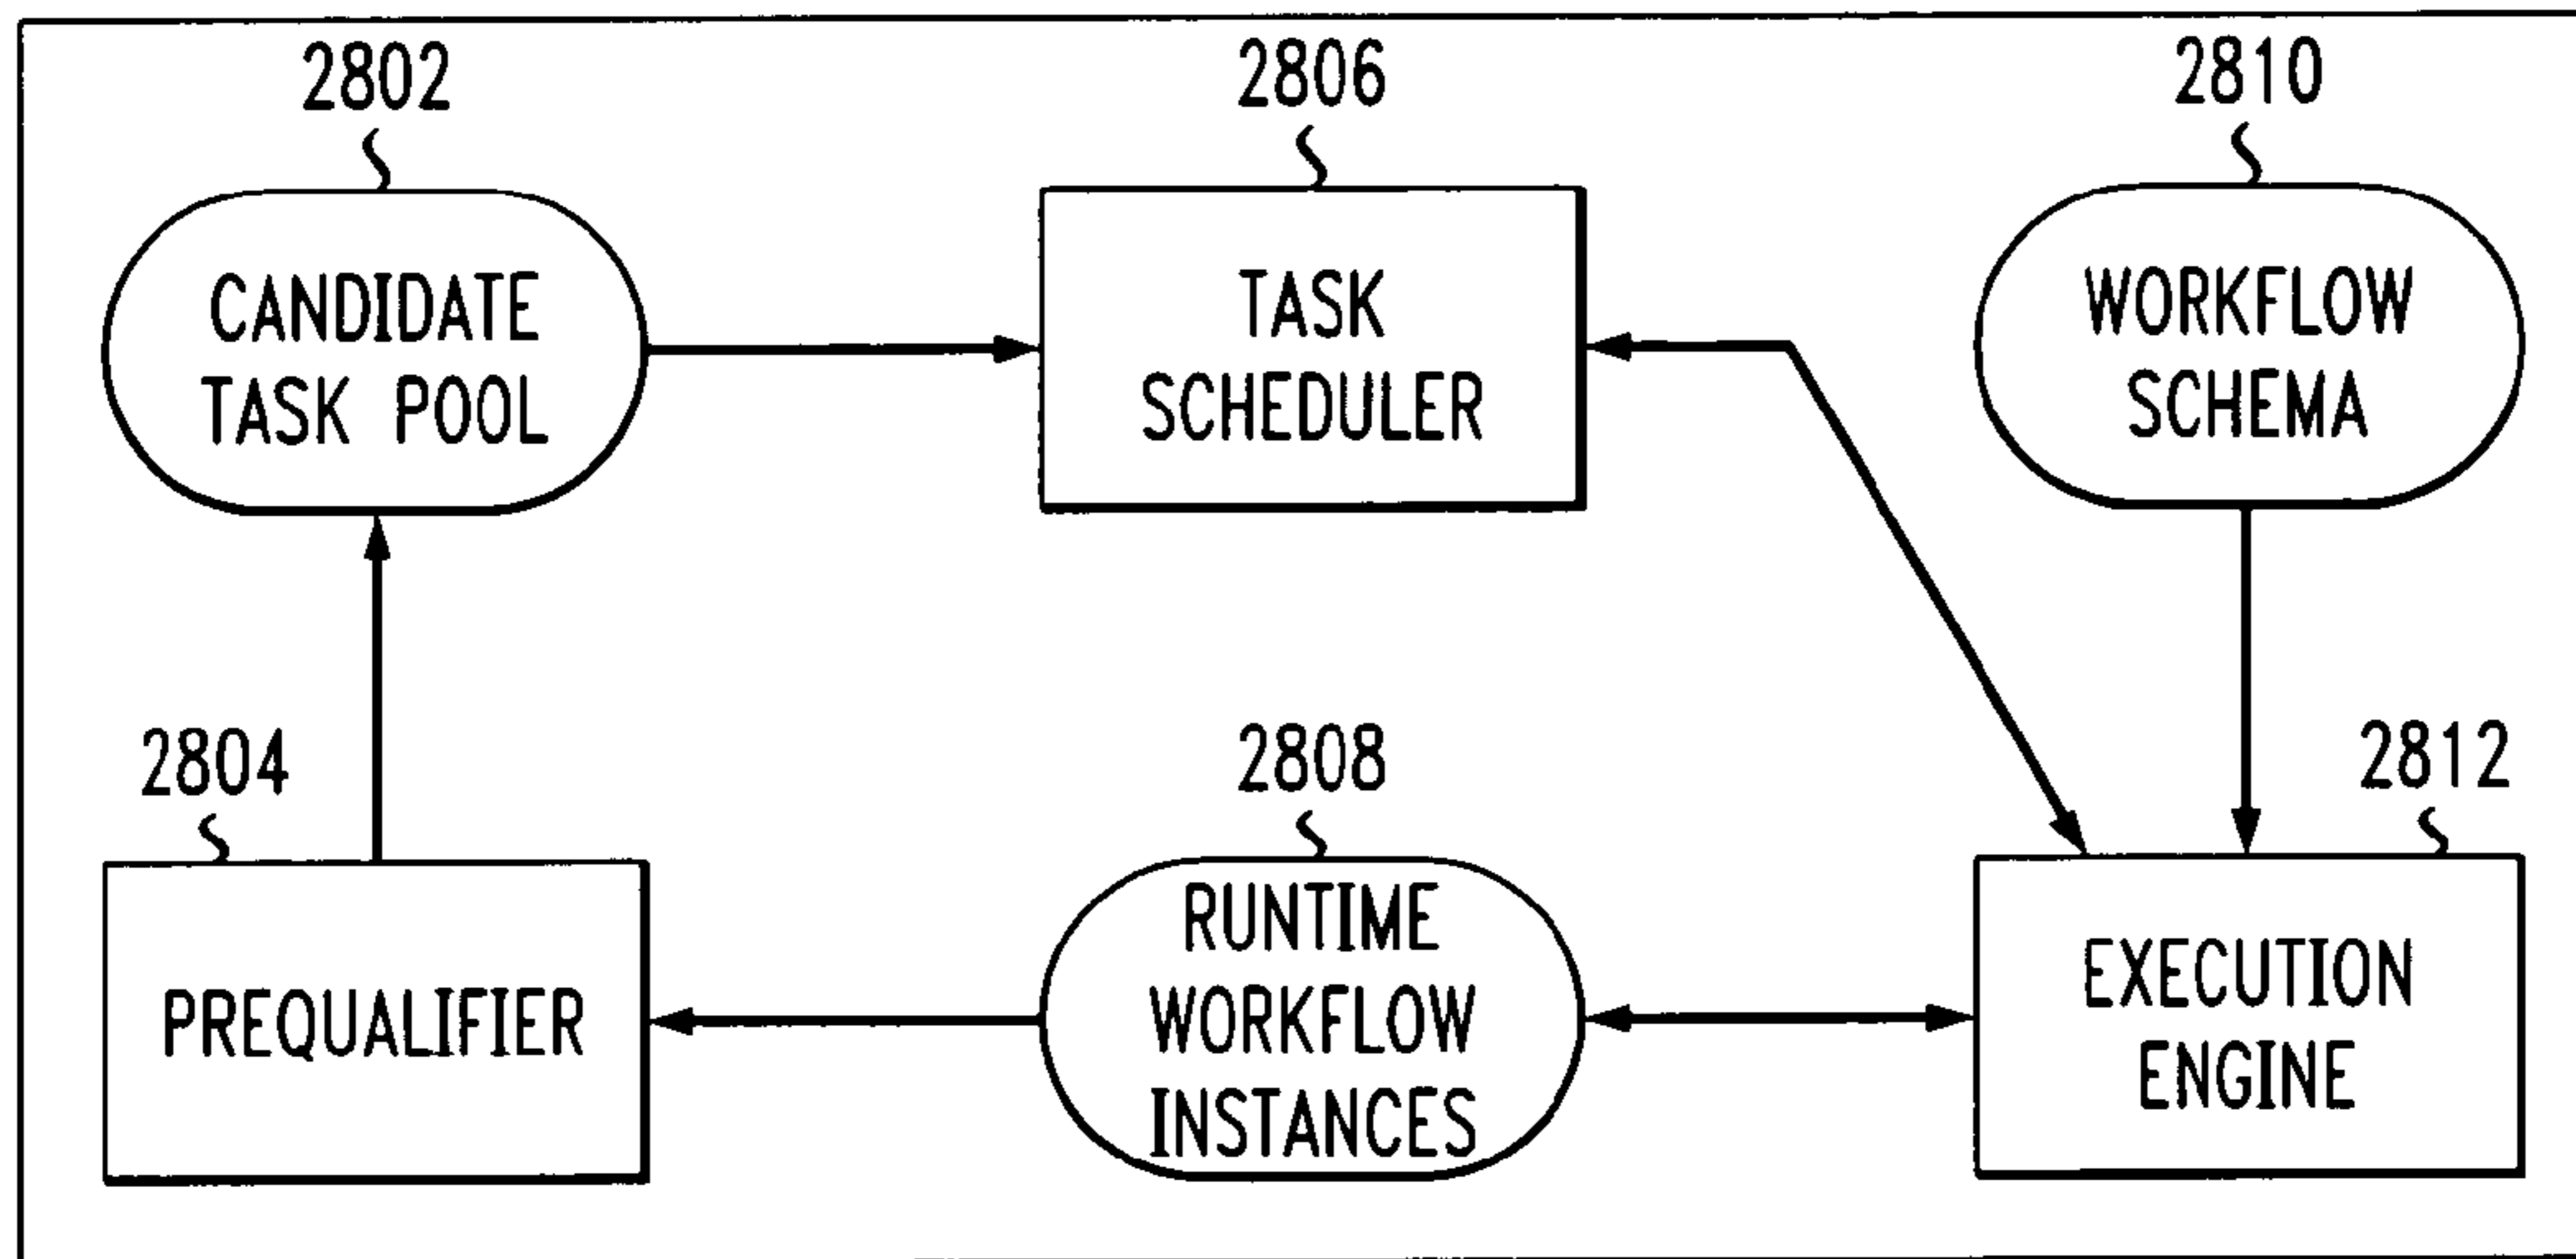 2802
2806
2810
CANDIDATE
TASK POOL
TASK
SCHEDULER
WORKFLOW
SCHEMA
2804
2808
2812
PREQUALIFIER
RUNTIME
WORKFLOW
INSTANCES
EXECUTION
ENGINE